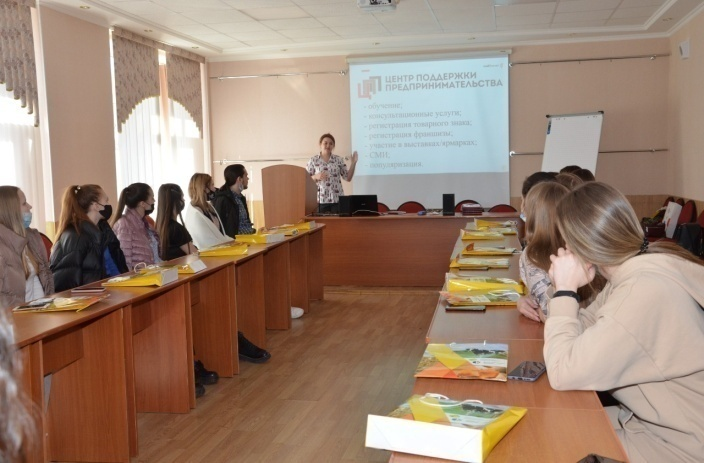 ЦЕНТР ПОДДЕРЖКИ
ПРЕДПРИНИМАТЕЛЬСТВА
- обучение;
- консультационные услуги;
- регистрация товарного знака;
- регистрация франшизы;
- участие в выставках/ярмарках;
- СМИ;
популяризация